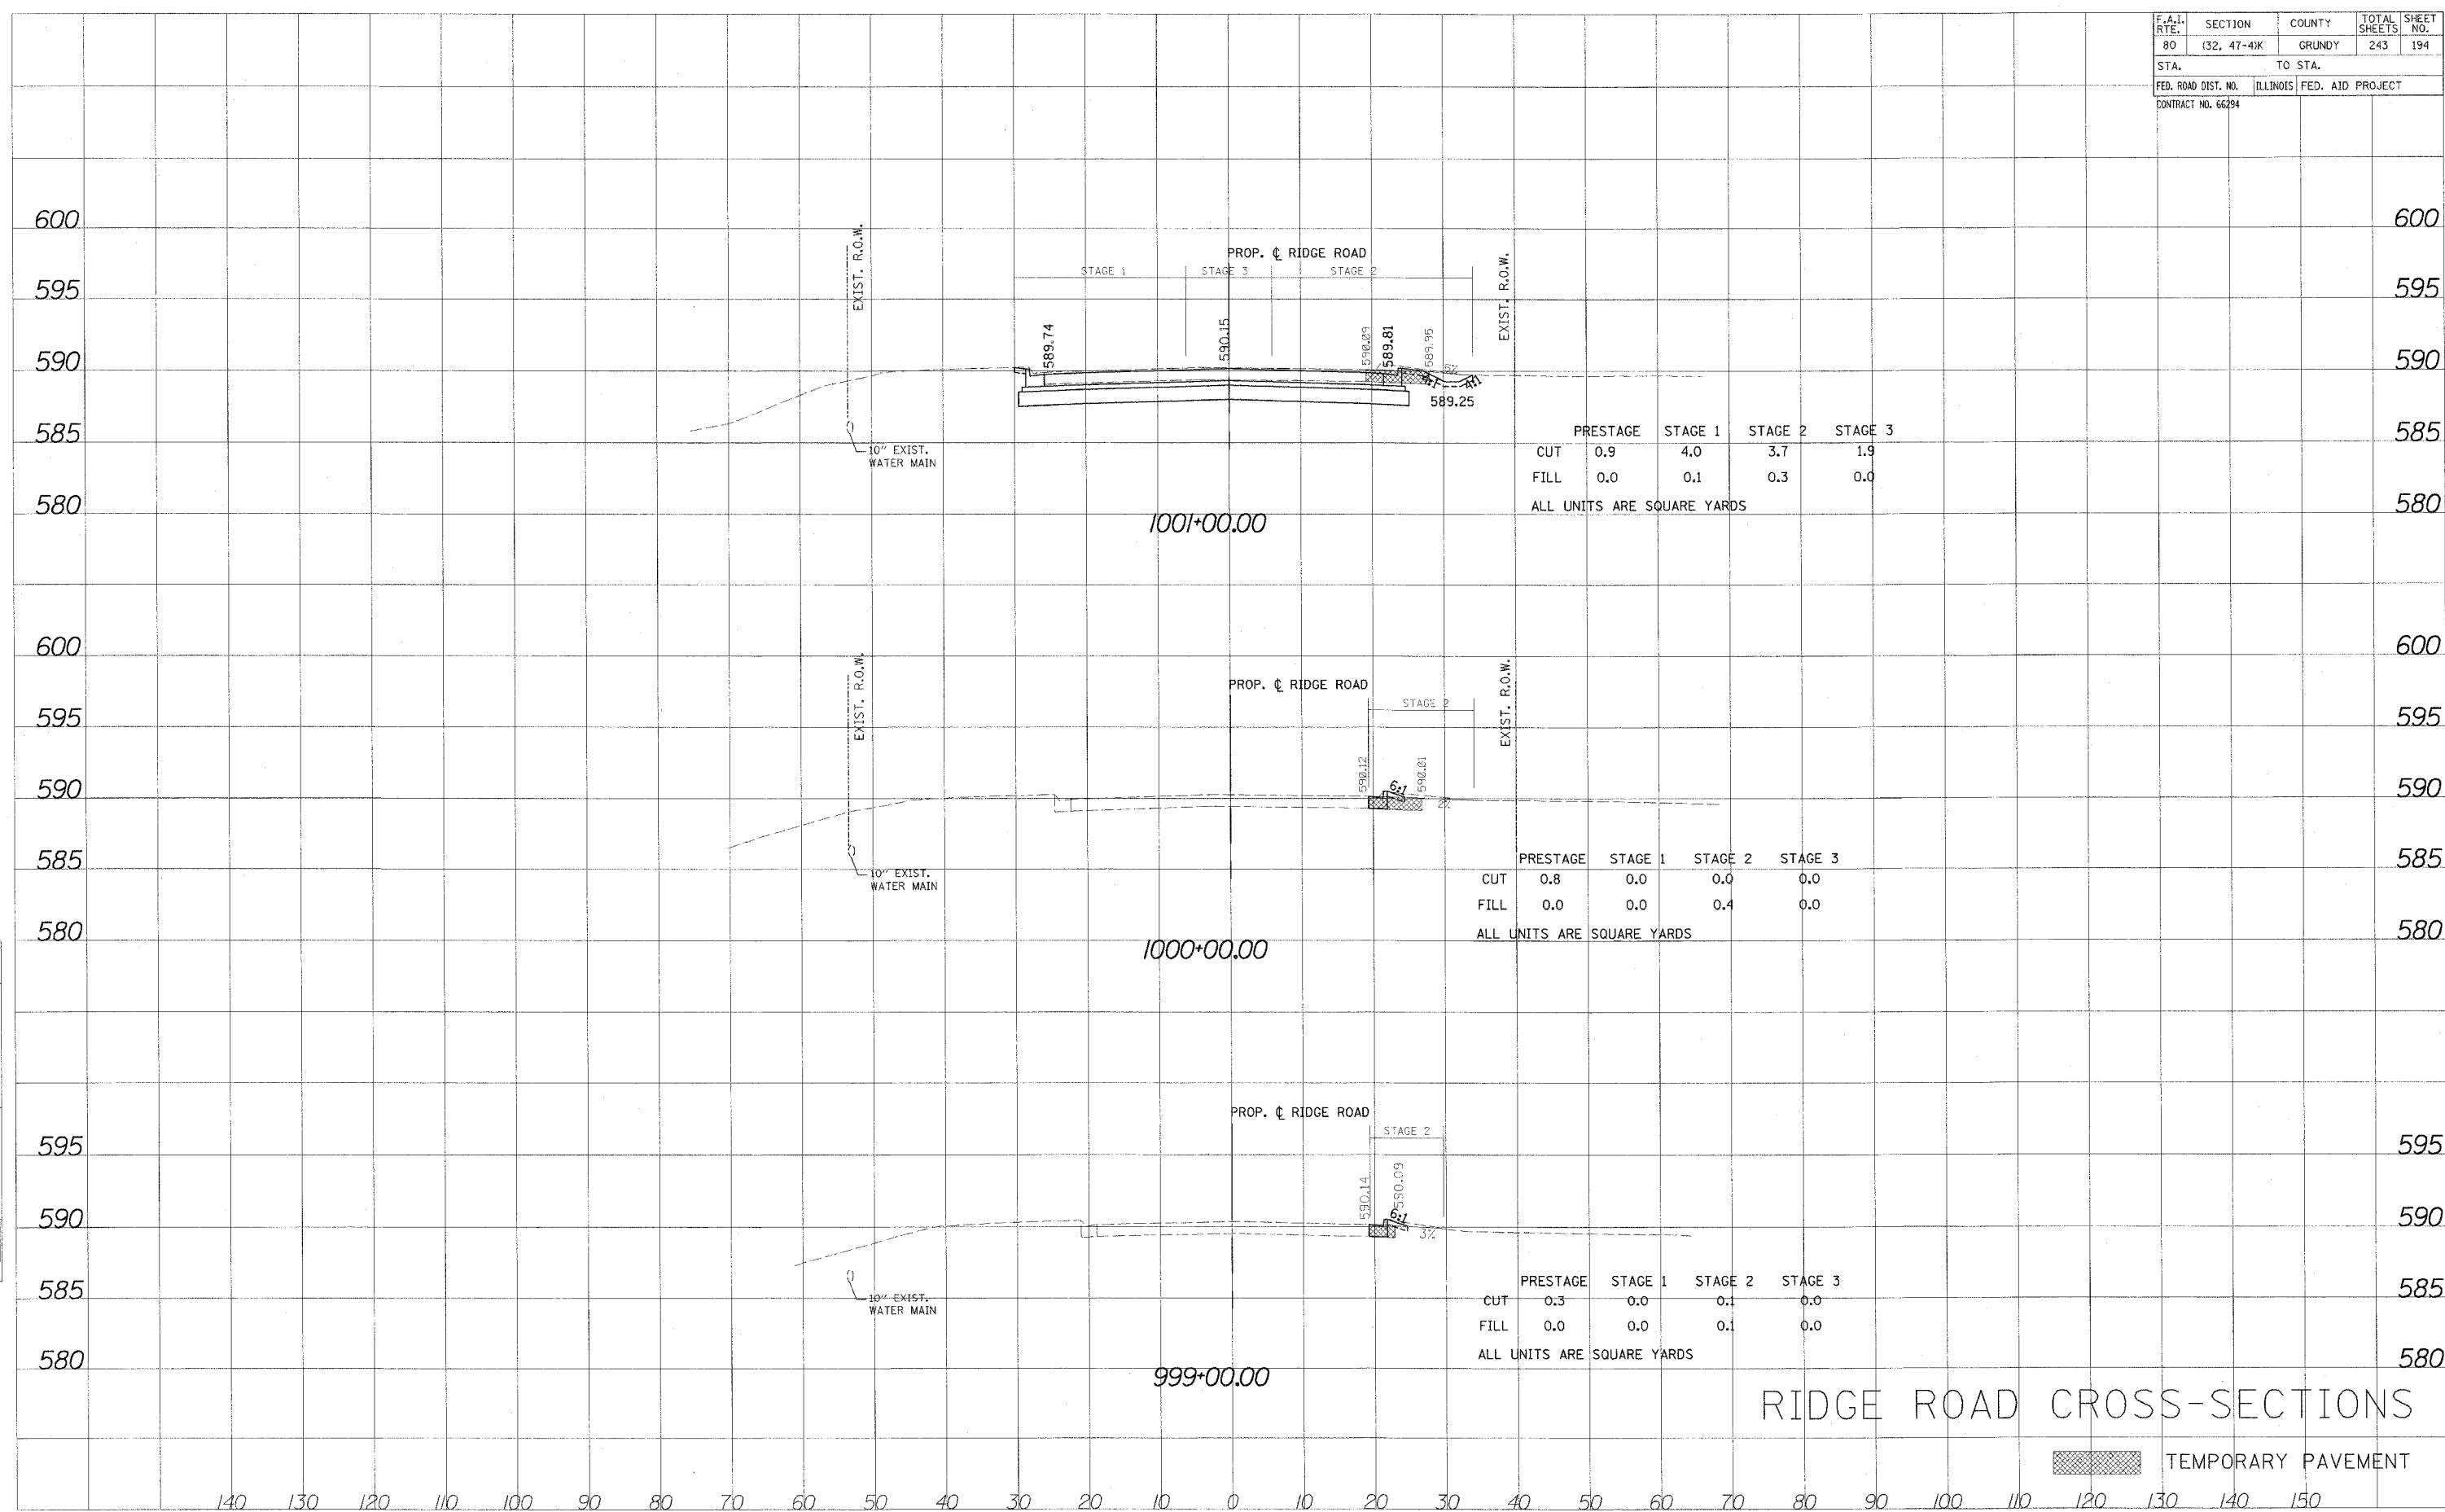 F.A.I. RTE. SECTION COUNTY TOTAL SHEETS SHEET NO.
80 (32, 47-4)K GRUNDY 243 194
STA. TO STA.
FED. ROAD DIST. NO. ILLINOIS FED. AID PROJECT
CONTRACT NO. 66294
600 600
595 595
590 590
585 585
580 580
EXIST. R.O.W.
PROP. ℄ RIDGE ROAD
STAGE 1 STAGE 3 STAGE 2
EXIST. R.O.W.
589.74
590.15
590.09
589.81
589.95
5%
4:1
589.25
10" EXIST.
WATER MAIN
PRESTAGE STAGE 1 STAGE 2 STAGE 3
CUT 0.9 4.0 3.7 1.9
FILL 0.0 0.1 0.3 0.0
ALL UNITS ARE SQUARE YARDS
1001+00.00
600 600
595 595
590 590
585 585
580 580
EXIST. R.O.W.
PROP. ℄ RIDGE ROAD
STAGE 2
EXIST. R.O.W.
590.12
6:1
590.01
2%
10" EXIST.
WATER MAIN
PRESTAGE STAGE 1 STAGE 2 STAGE 3
CUT 0.8 0.0 0.0 0.0
FILL 0.0 0.0 0.4 0.0
ALL UNITS ARE SQUARE YARDS
1000+00.00
595 595
590 590
585 585
580 580
PROP. ℄ RIDGE ROAD
STAGE 2
590.14
590.09
6:1
3%
10" EXIST.
WATER MAIN
PRESTAGE STAGE 1 STAGE 2 STAGE 3
CUT 0.3 0.0 0.1 0.0
FILL 0.0 0.0 0.1 0.0
ALL UNITS ARE SQUARE YARDS
999+00.00
RIDGE ROAD CROSS-SECTIONS
TEMPORARY PAVEMENT
140 130 120 110 100 90 80 70 60 50 40 30 20 10 0 10 20 30 40 50 60 70 80 90 100 110 120 130 140 150